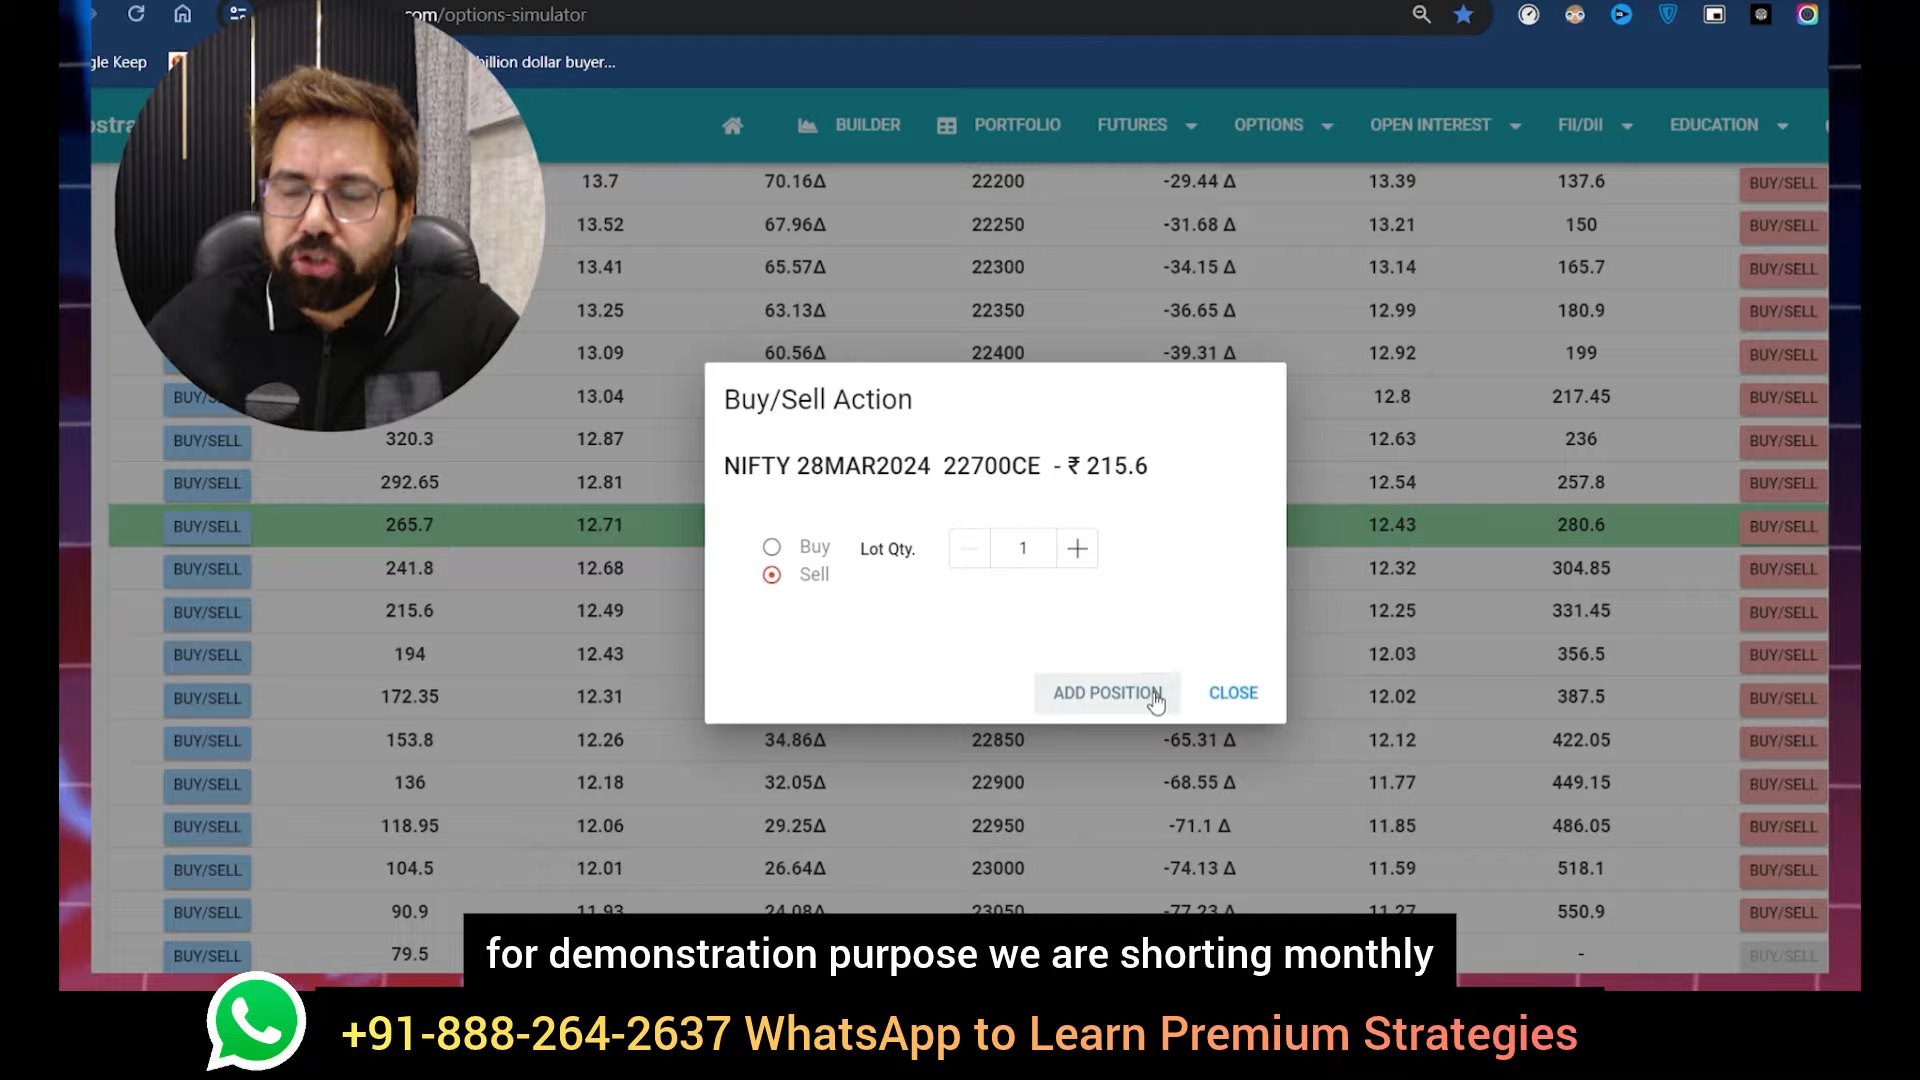 com/options-simulator
gle Keep
billion dollar buyer...
BUILDER PORTFOLIO FUTURES OPTIONS OPEN INTEREST FII/DII EDUCATION
13.7 70.16Δ 22200 -29.44 Δ 13.39 137.6 BUY/SELL
13.52 67.96Δ 22250 -31.68 Δ 13.21 150 BUY/SELL
13.41 65.57Δ 22300 -34.15 Δ 13.14 165.7 BUY/SELL
13.25 63.13Δ 22350 -36.65 Δ 12.99 180.9 BUY/SELL
13.09 60.56Δ 22400 -39.31 Δ 12.92 199 BUY/SELL
BUY/S 13.04 12.8 217.45 BUY/SELL
BUY/SELL 320.3 12.87 12.63 236 BUY/SELL
BUY/SELL 292.65 12.81 12.54 257.8 BUY/SELL
BUY/SELL 265.7 12.71 12.43 280.6 BUY/SELL
BUY/SELL 241.8 12.68 12.32 304.85 BUY/SELL
BUY/SELL 215.6 12.49 12.25 331.45 BUY/SELL
BUY/SELL 194 12.43 12.03 356.5 BUY/SELL
BUY/SELL 172.35 12.31 12.02 387.5 BUY/SELL
BUY/SELL 153.8 12.26 34.86Δ 22850 -65.31 Δ 12.12 422.05 BUY/SELL
BUY/SELL 136 12.18 32.05Δ 22900 -68.55 Δ 11.77 449.15 BUY/SELL
BUY/SELL 118.95 12.06 29.25Δ 22950 -71.1 Δ 11.85 486.05 BUY/SELL
BUY/SELL 104.5 12.01 26.64Δ 23000 -74.13 Δ 11.59 518.1 BUY/SELL
BUY/SELL 90.9 11.93 24.08Δ 23050 -77.23 Δ 11.27 550.9 BUY/SELL
BUY/SELL 79.5 - BUY/SELL
Buy/Sell Action
NIFTY 28MAR2024 22700CE - ₹ 215.6
Buy
Sell
Lot Qty. 1
ADD POSITION CLOSE
for demonstration purpose we are shorting monthly
+91-888-264-2637 WhatsApp to Learn Premium Strategies